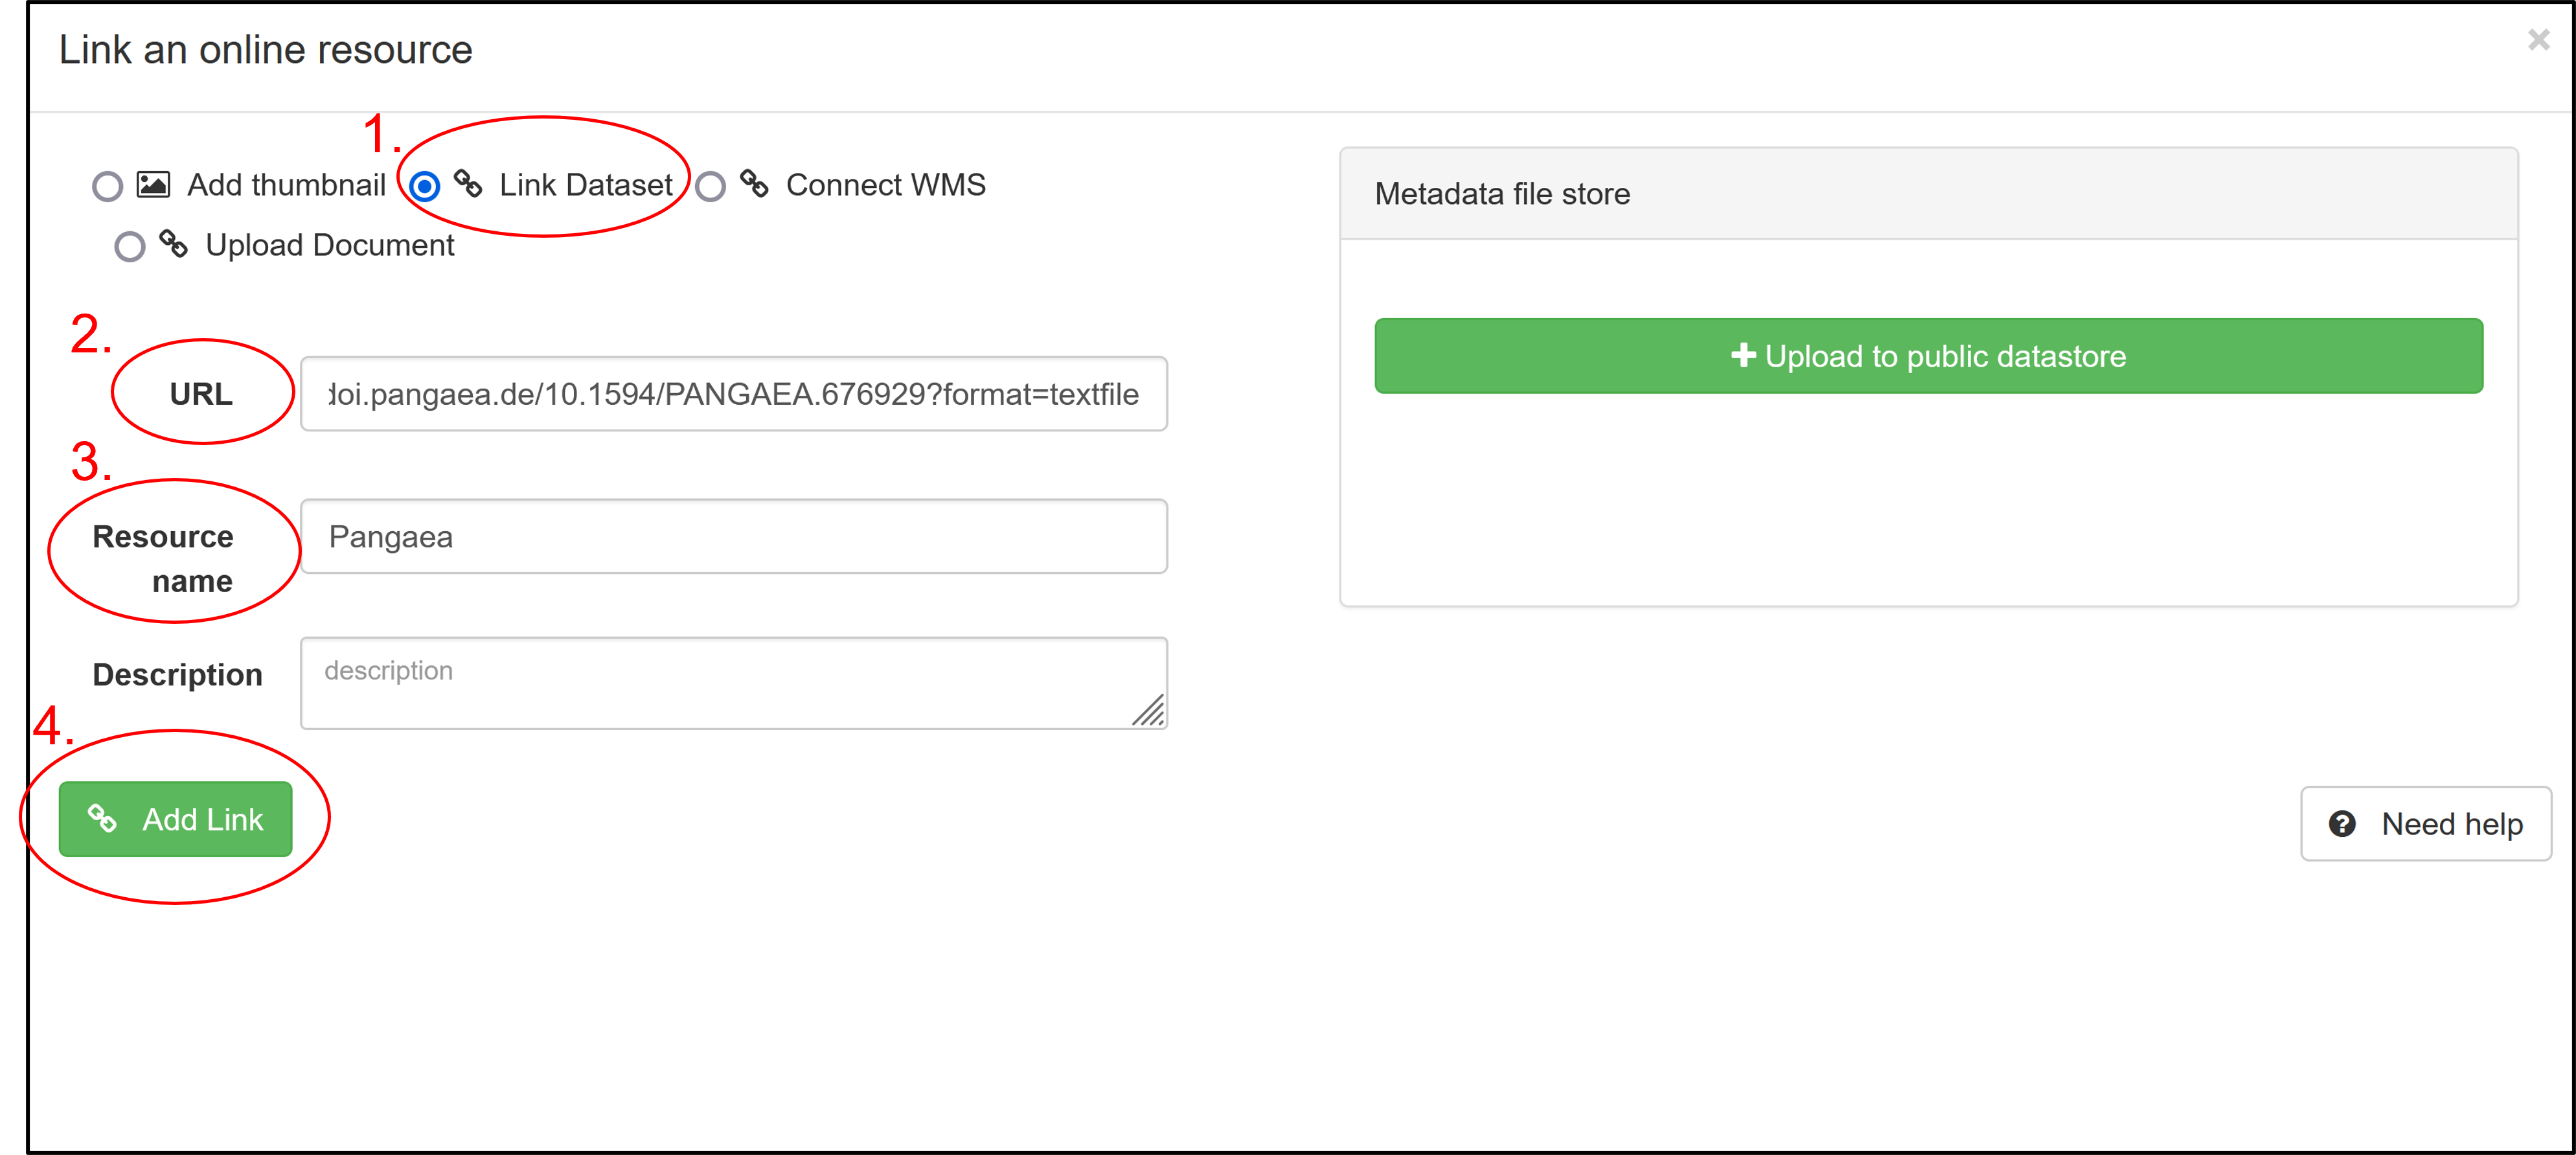 Link an online resource
×
1.
Add thumbnail Link Dataset Connect WMS
Upload Document
Metadata file store
+ Upload to public datastore
2.
URL
doi.pangaea.de/10.1594/PANGAEA.676929?format=textfile
3.
Resource name
Pangaea
Description
description
4.
Add Link
? Need help